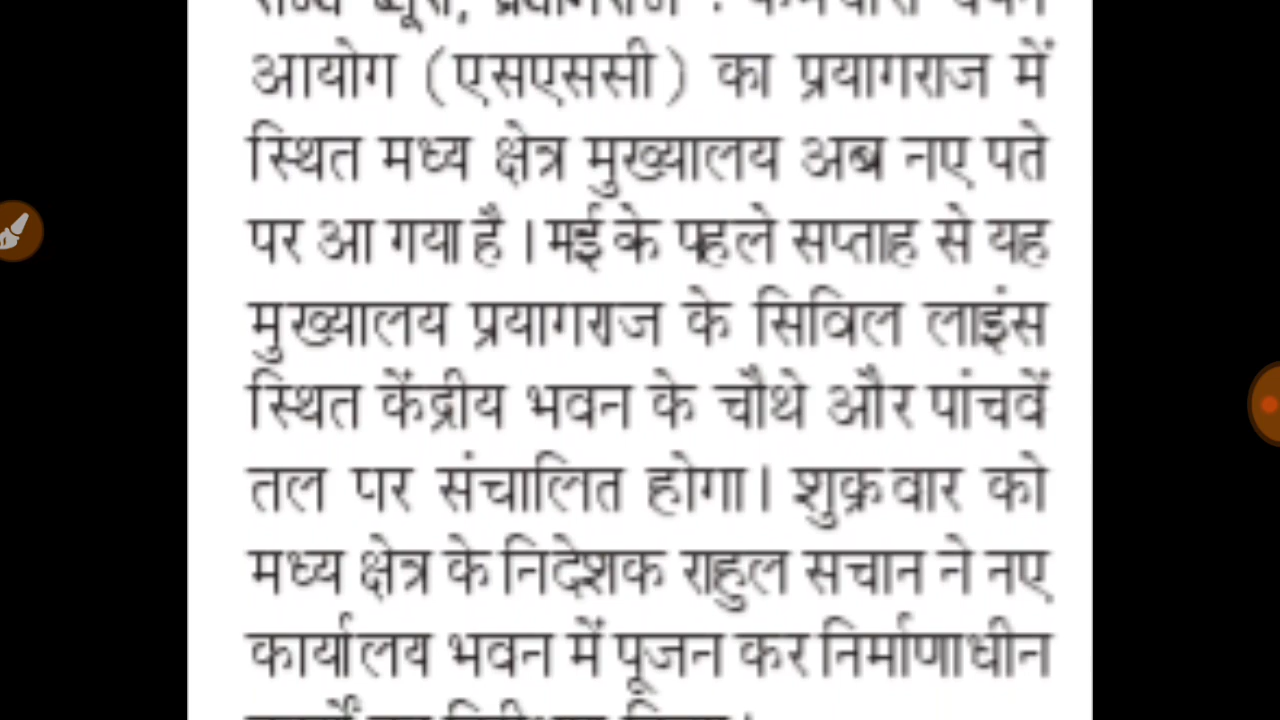 आयोग (एसएससी) का प्रयागराज में
स्थित मध्य क्षेत्र मुख्यालय अब नए पते
पर आ गया है। मई के पहले सप्ताह से यह
मुख्यालय प्रयागराज के सिविल लाइंस
स्थित केंद्रीय भवन के चौथे और पांचवें
तल पर संचालित होगा। शुक्रवार को
मध्य क्षेत्र के निदेशक राहुल सचान ने नए
कार्यालय भवन में पूजन कर निर्माणाधीन